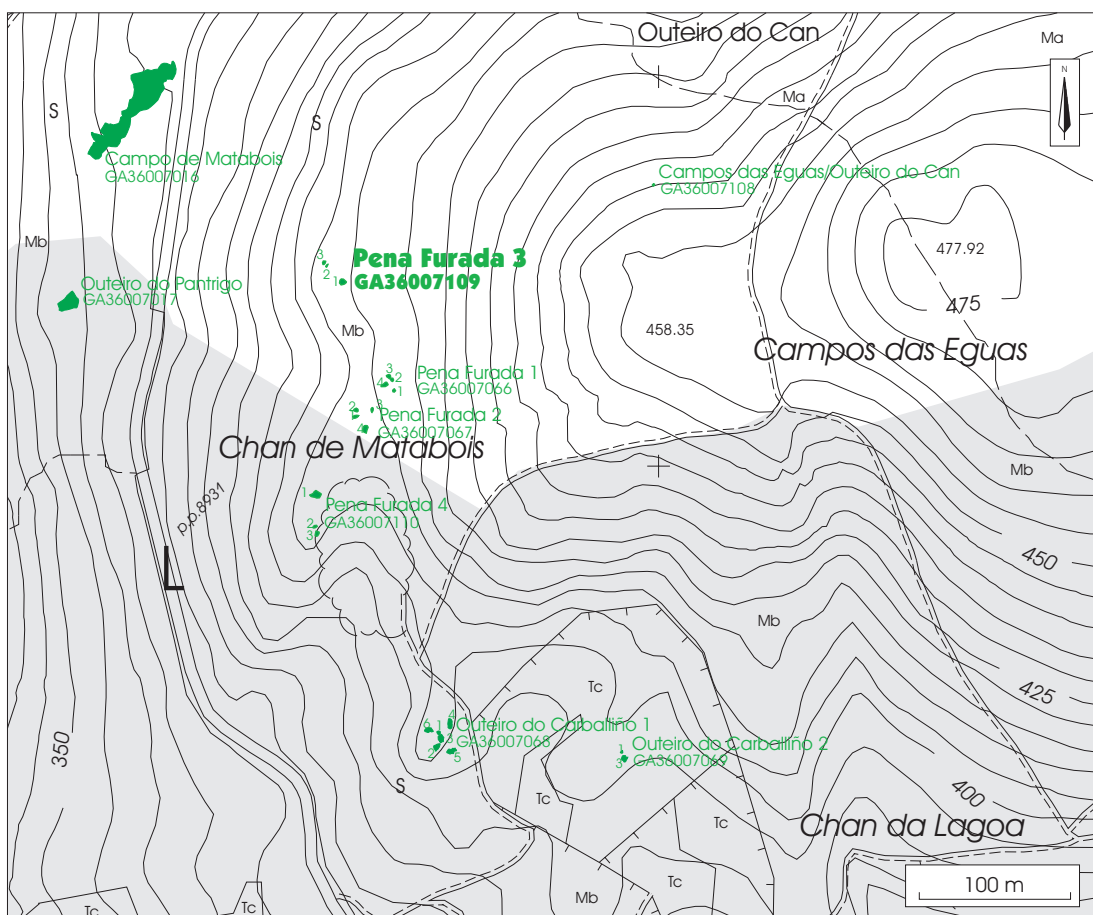 Outeiro do Can
Ma
N
S
Ma
S
Campo de Matabois
GA36007016
Campos das Eguas/Outeiro do Can
GA36007108
Mb
477.92
3
2
1
Pena Furada 3
GA36007109
Outeiro do Pantrigo
GA36007017
475
Mb
458.35
Campos das Eguas
3
2
4
1
Pena Furada 1
GA36007066
2
1
3
4
Pena Furada 2
GA36007067
Chan de Matabois
Mb
p.p.8931
1
Pena Furada 4
2
GA36007110
3
450
L
Mb
Tc
425
350
4
6
1
Outeiro do Carballiño 1
3
GA36007068
2
5
1
Outeiro do Carballiño 2
3
GA36007069
S
Tc
400
Tc
Chan da Lagoa
100 m
Tc
Tc
Mb
Tc